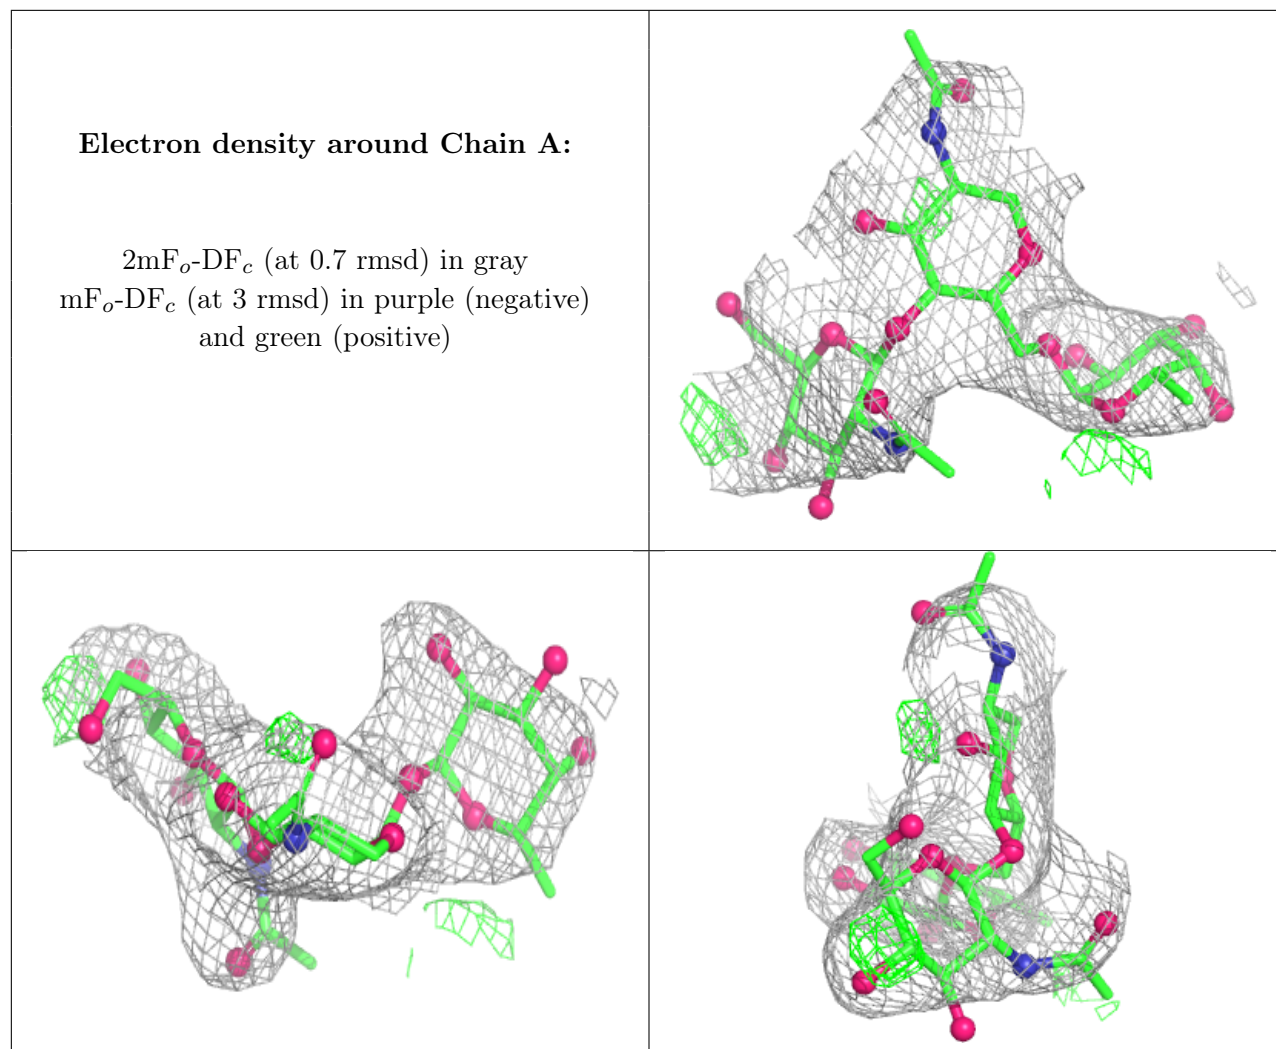 Electron density around Chain A:
2mFo-DFc (at 0.7 rmsd) in gray
mFo-DFc (at 3 rmsd) in purple (negative)
and green (positive)